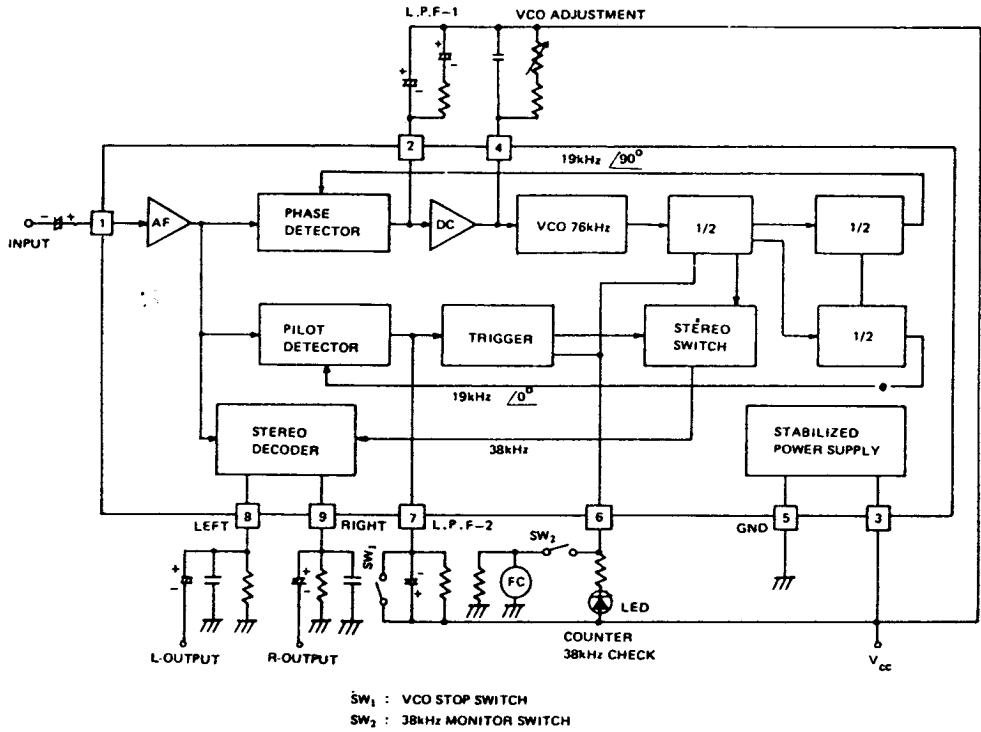 L.P.F-1
VCO ADJUSTMENT
2
4
19kHz /90°
1
AF
PHASE
DETECTOR
DC
VCO 76kHz
1/2
1/2
INPUT
PILOT
DETECTOR
TRIGGER
STEREO
SWITCH
1/2
19kHz /0°
STEREO
DECODER
38kHz
STABILIZED
POWER SUPPLY
LEFT
8
9
RIGHT
7
L.P.F-2
6
GND
5
3
SW1
SW2
FC
LED
L-OUTPUT
R-OUTPUT
COUNTER
38kHz CHECK
Vcc
SW1 : VCO STOP SWITCH
SW2 : 38kHz MONITOR SWITCH